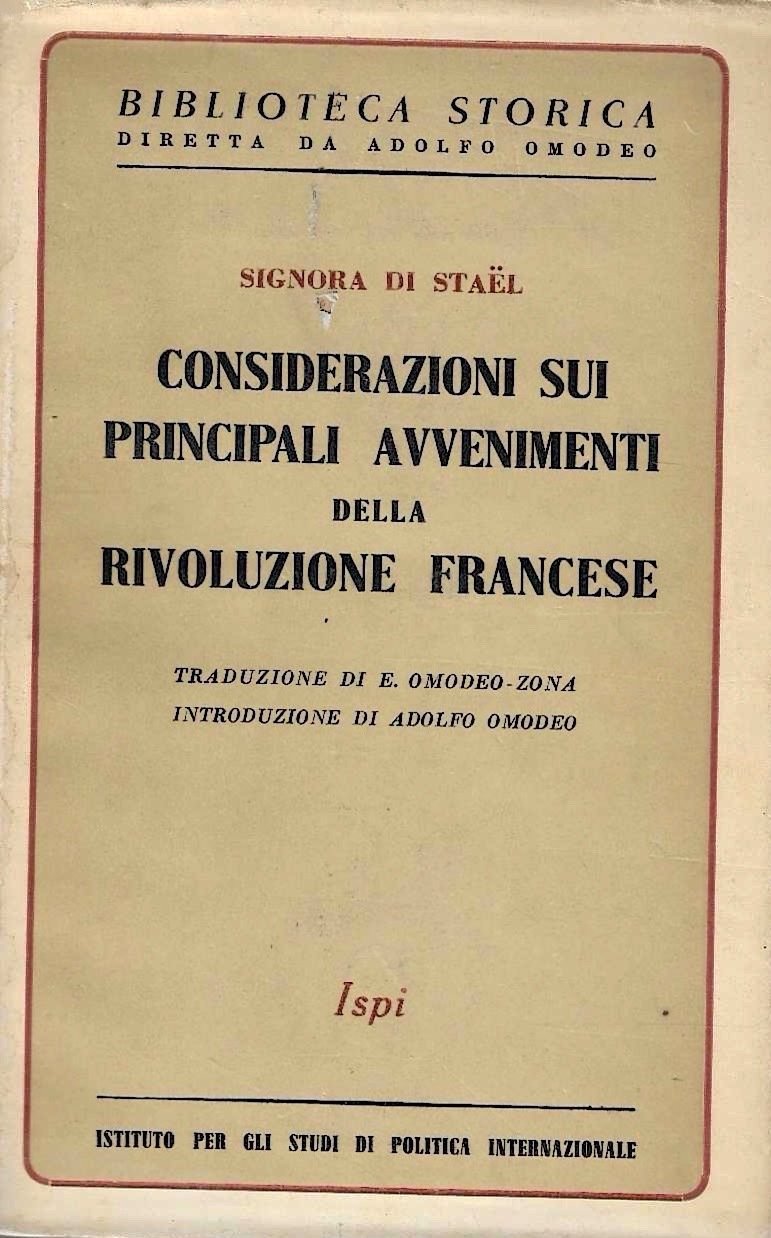 BIBLIOTECA STORICA
DIRETTA DA ADOLFO OMODEO
SIGNORA DI STAËL
CONSIDERAZIONI SUI
PRINCIPALI AVVENIMENTI
DELLA
RIVOLUZIONE FRANCESE
TRADUZIONE DI E. OMODEO-ZONA
INTRODUZIONE DI ADOLFO OMODEO
Ispi
ISTITUTO PER GLI STUDI DI POLITICA INTERNAZIONALE